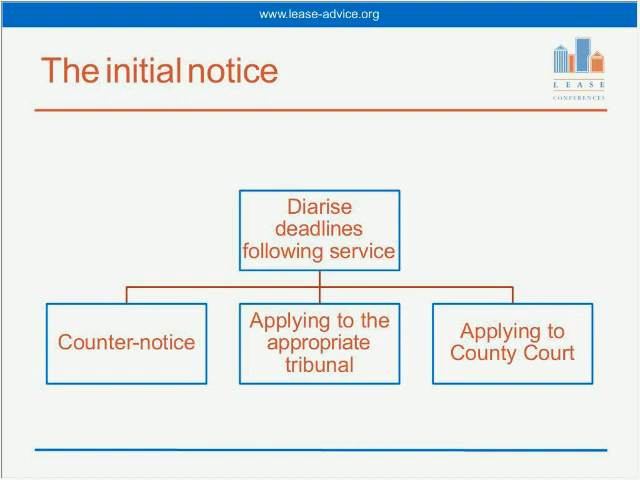 www.lease-advice.org
The initial notice
LEASE
CONFERENCES
Diarise
deadlines
following service
Counter-notice
Applying to the
appropriate
tribunal
Applying to
County Court